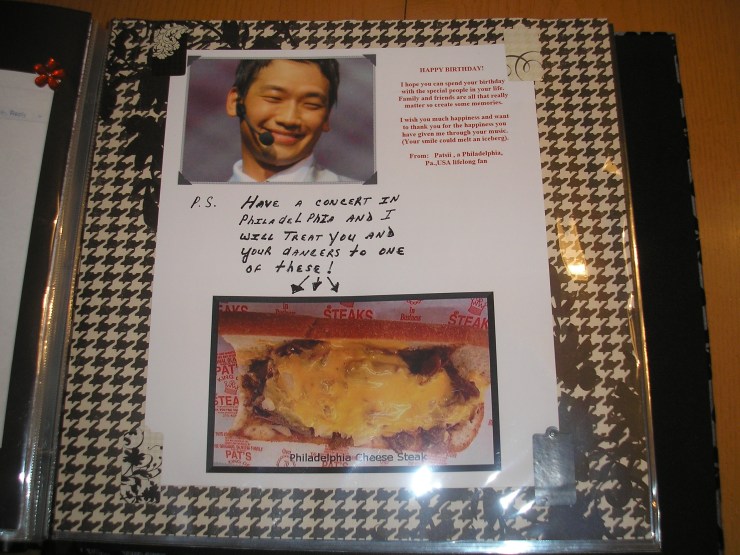 HAPPY BIRTHDAY!
I hope you can spend your birthday
with the special people in your life.
Family and friends are all that really
matter so create some memories.
I wish you much happiness and want
to thank you for the happiness you
have given me through your music.
(Your smile could melt an iceberg).
From: Patsii , a Philadelphia,
Pa.,USA lifelong fan
P.S. HAVE A CONCERT IN
PHILADELPHIA AND I
WILL TREAT YOU AND
YOUR DANCERS to ONE
OF these!
STEAKS
STEAK
PAT
STEA
PAT'S
Philadelphia Cheese Steak